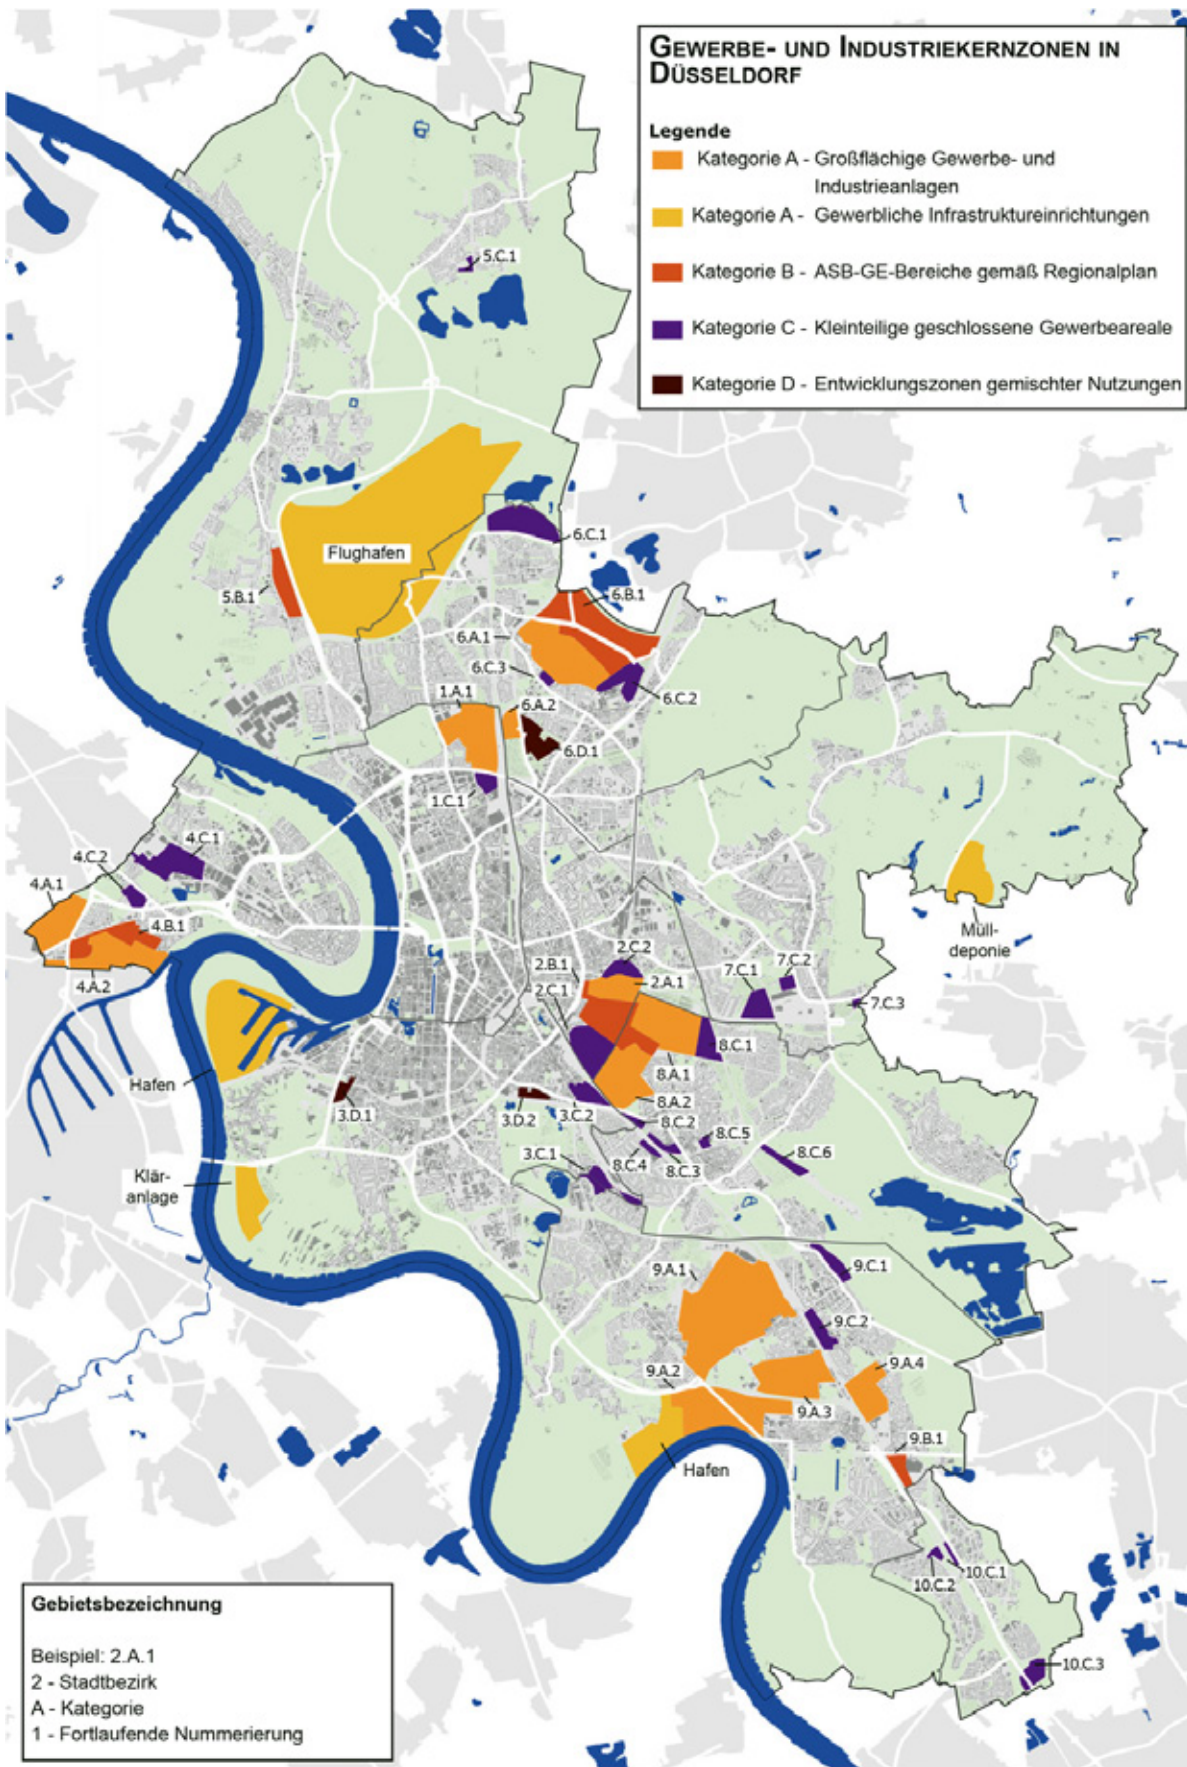 GEWERBE- UND INDUSTRIEKERNZONEN IN
DÜSSELDORF
Legende
Kategorie A - Großflächige Gewerbe- und
Industrieanlagen
Kategorie A - Gewerbliche Infrastruktureinrichtungen
Kategorie B - ASB-GE-Bereiche gemäß Regionalplan
Kategorie C - Kleinteilige geschlossene Gewerbeareale
Kategorie D - Entwicklungszonen gemischter Nutzungen
5.C.1
6.C.1
Flughafen
5.B.1
6.B.1
6.A.1
6.C.3
6.C.2
1.A.1
6.A.2
6.D.1
1.C.1
4.C.1
4.C.2
4.A.1
4.B.1
4.A.2
Müll-
deponie
2.C.2
2.B.1
2.A.1
2.C.1
7.C.1
7.C.2
7.C.3
8.C.1
8.A.1
8.A.2
Hafen
3.D.1
3.D.2
3.C.2
8.C.2
8.C.5
8.C.3
8.C.4
8.C.6
3.C.1
Klär-
anlage
9.A.1
9.C.1
9.C.2
9.A.2
9.A.4
9.A.3
9.B.1
Hafen
10.C.1
10.C.2
10.C.3
Gebietsbezeichnung
Beispiel: 2.A.1
2 - Stadtbezirk
A - Kategorie
1 - Fortlaufende Nummerierung